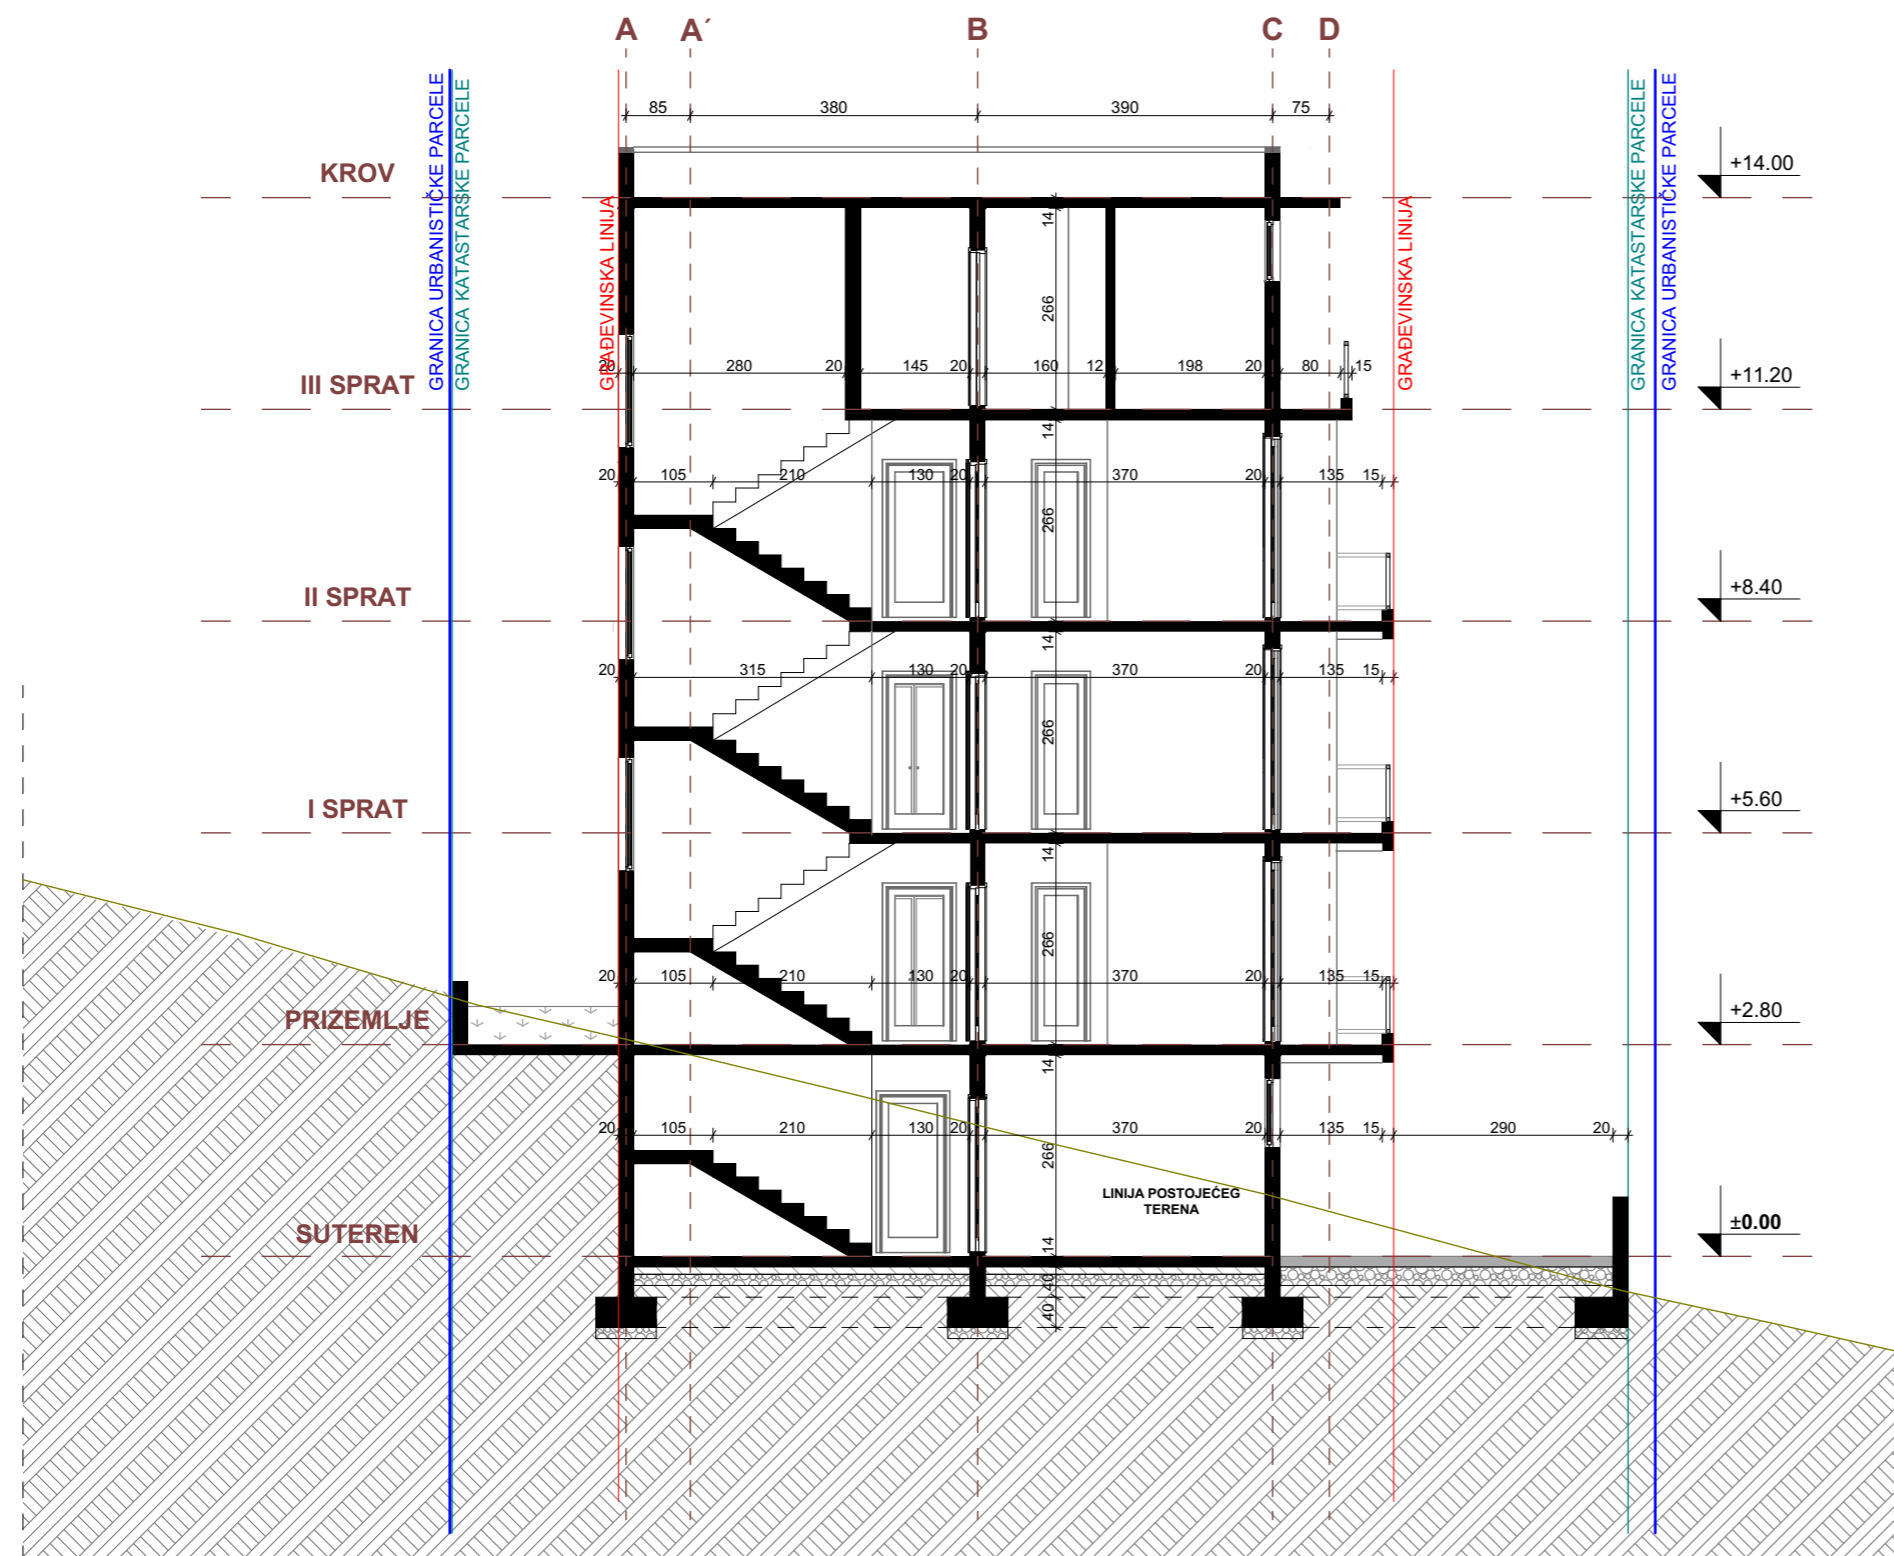 A A´ B C D
85 380 390 75
GRANICA URBANISTIČKE PARCELE
GRANICA KATASTARSKE PARCELE
GRAĐEVINSKA LINIJA
GRAĐEVINSKA LINIJA
GRANICA KATASTARSKE PARCELE
GRANICA URBANISTIČKE PARCELE
KROV
+14.00
14
266
20 280 20 145 20 160 12 198 20 80 15
III SPRAT
+11.20
14
20 105 210 130 20 370 20 135 15
266
II SPRAT
+8.40
14
20 315 130 20 370 20 135 15
266
I SPRAT
+5.60
14
266
20 105 210 130 20 370 20 135 15
PRIZEMLJE
+2.80
14
20 105 210 130 20 370 20 135 15 290 20
266
LINIJA POSTOJEĆEG
TERENA
SUTEREN
±0.00
14
40
40